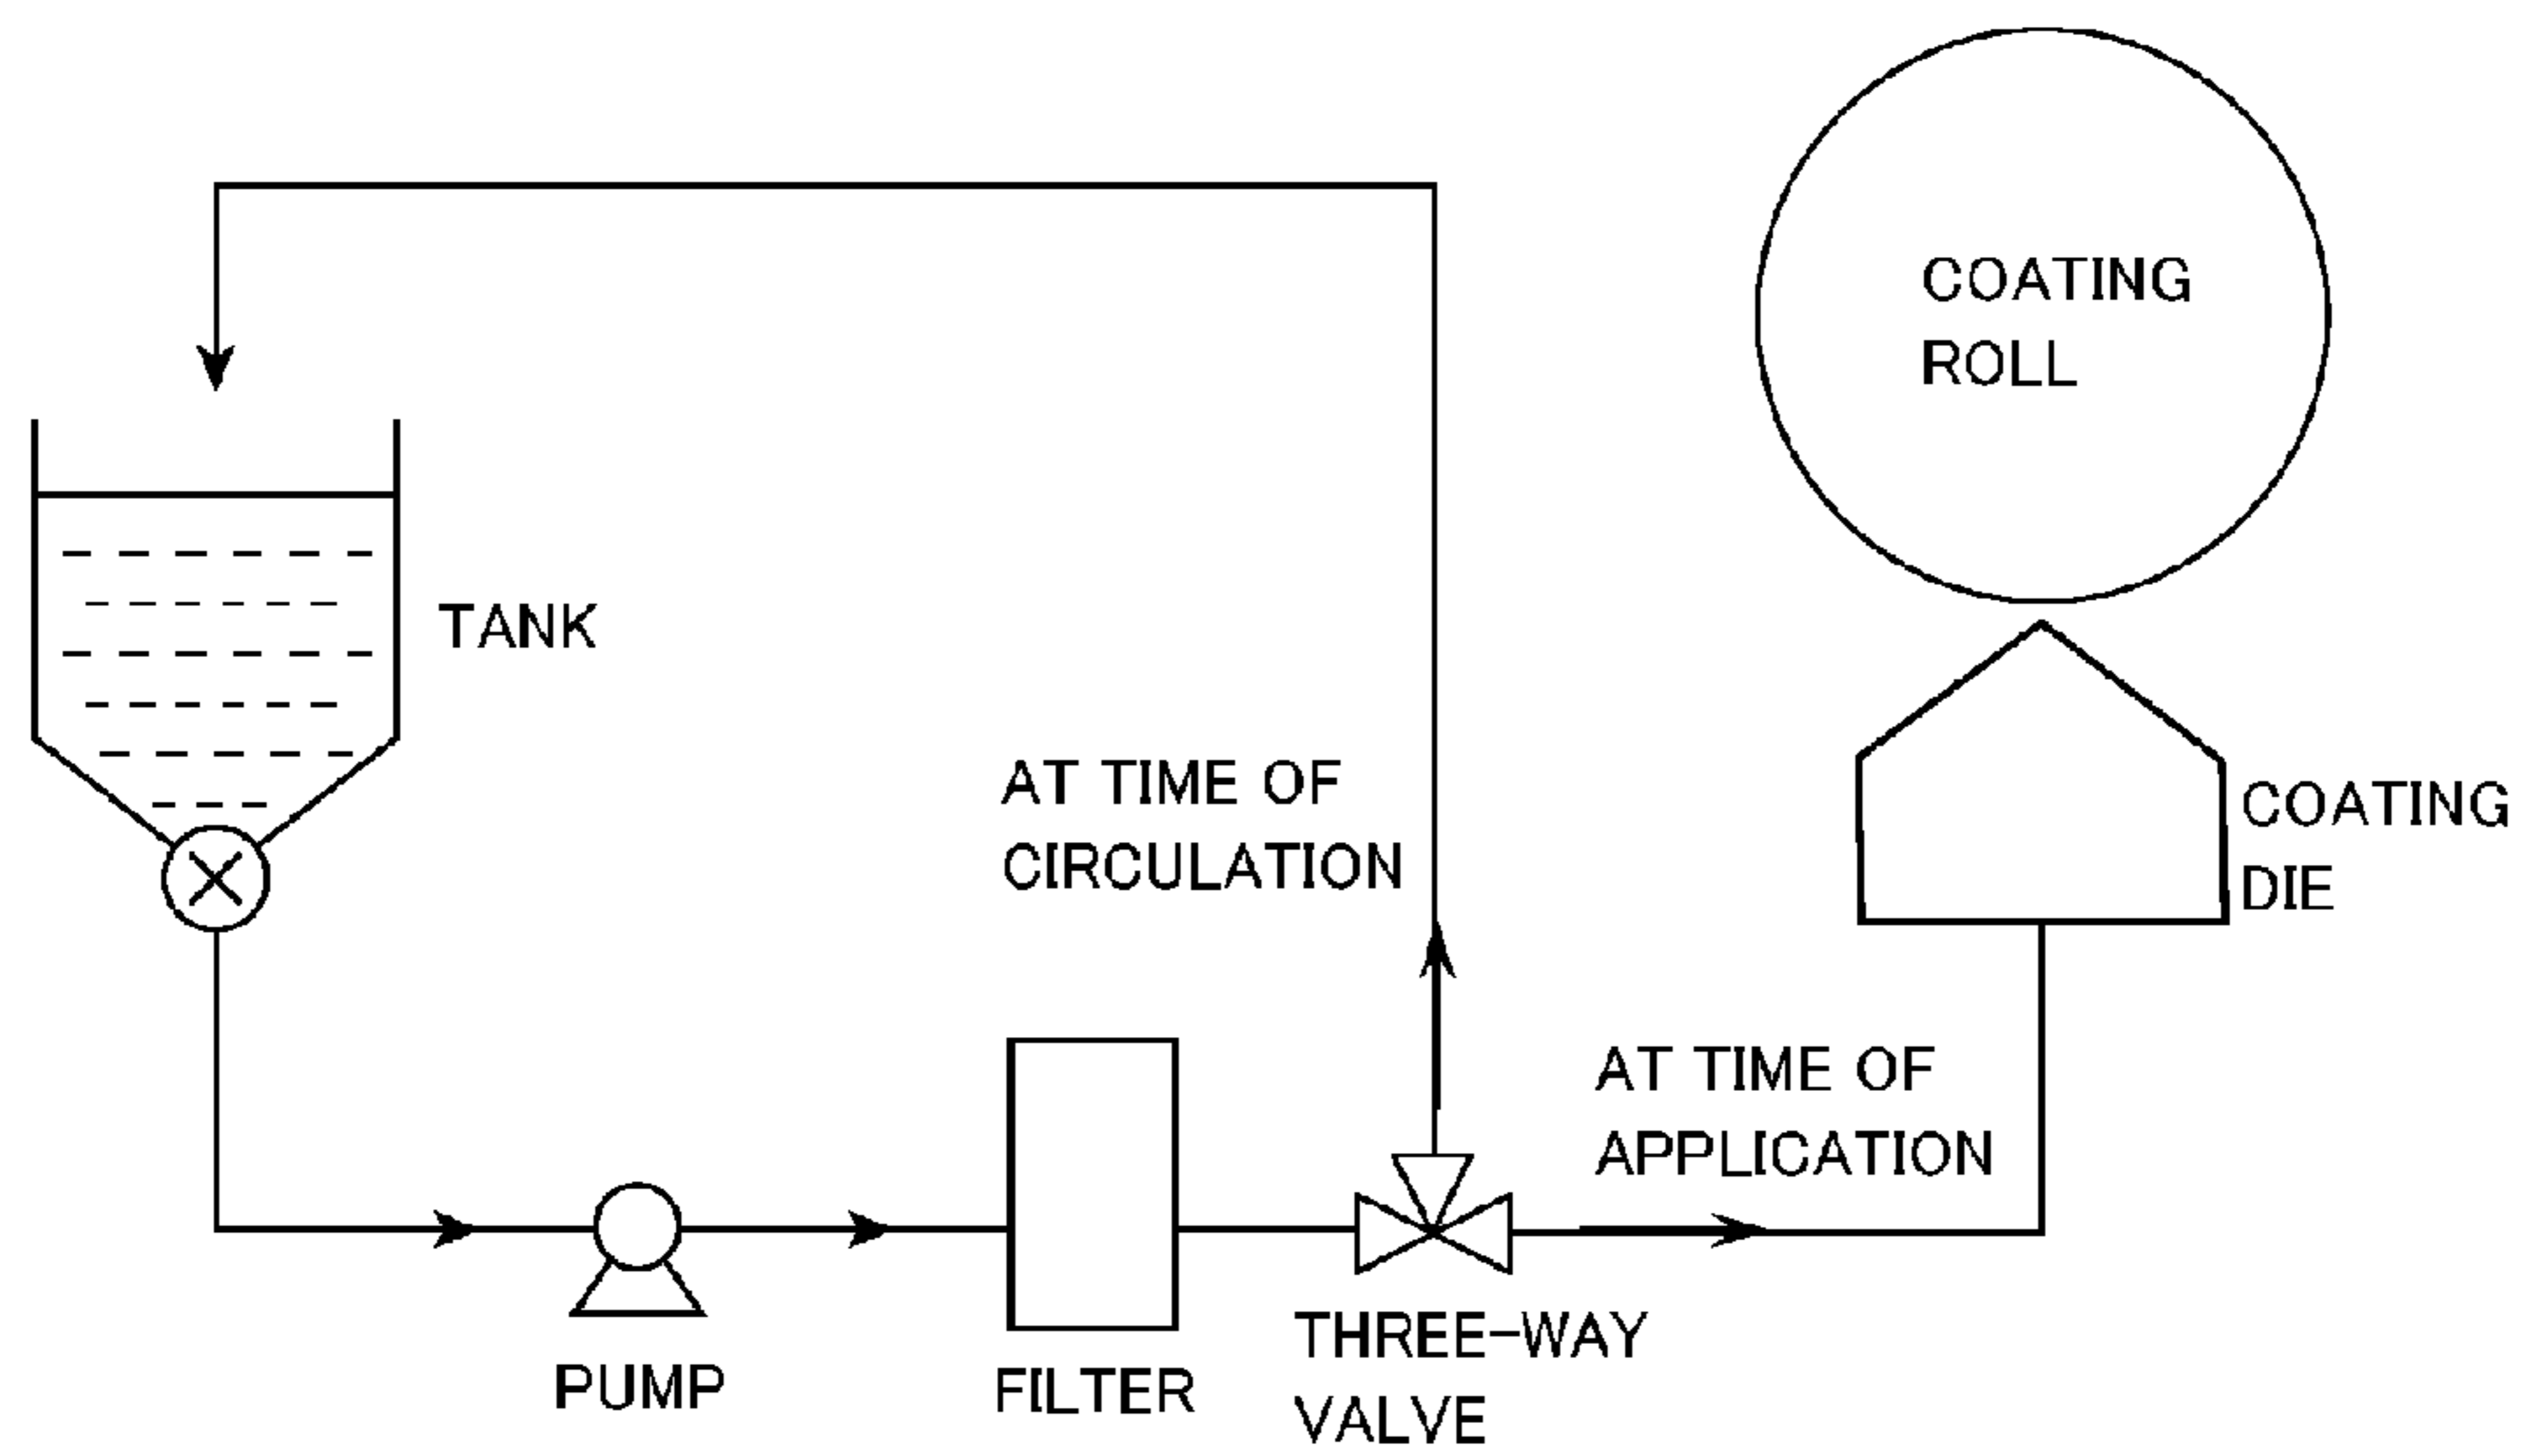 COATING
ROLL
TANK
AT TIME OF
CIRCULATION
COATING
DIE
AT TIME OF
APPLICATION
PUMP
FILTER
THREE-WAY
VALVE